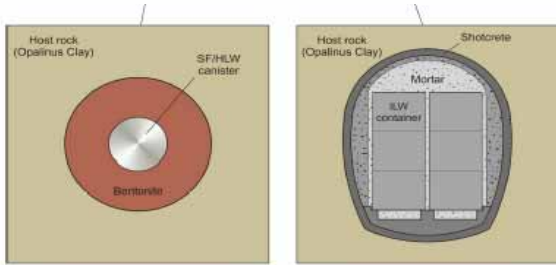 Host rock
(Opalinus Clay)
SF/HLW
canister
Bentonite
Host rock
(Opalinus Clay)
Shotcrete
Mortar
ILW
container